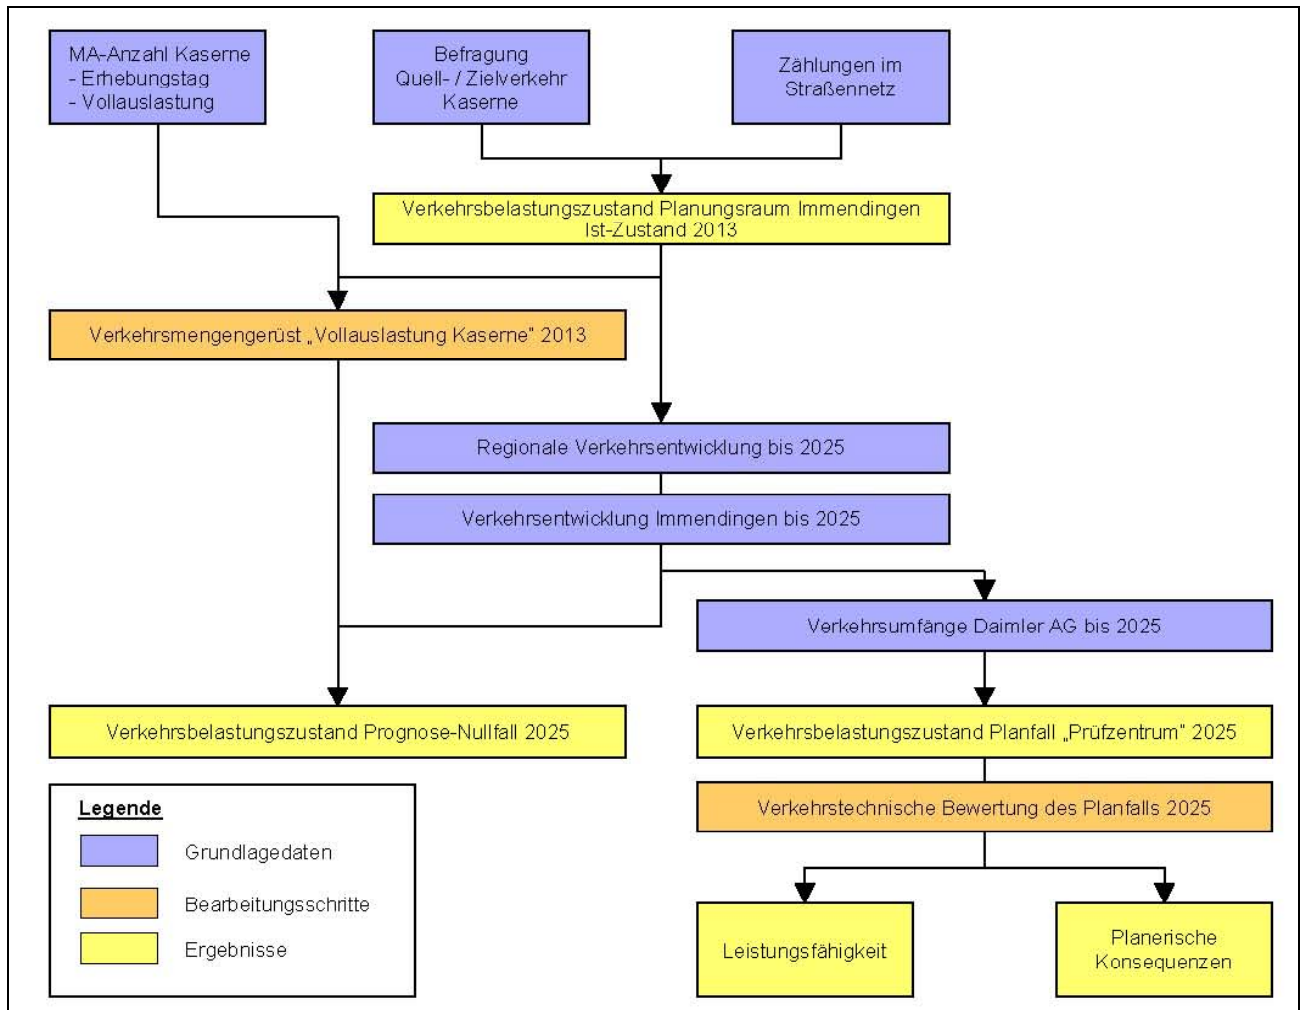 MA-Anzahl Kaserne
- Erhebungstag
- Vollauslastung
Befragung
Quell- / Zielverkehr
Kaserne
Zählungen im
Straßennetz
Verkehrsbelastungszustand Planungsraum Immendingen
Ist-Zustand 2013
Verkehrsmengengerüst „Vollauslastung Kaserne" 2013
Regionale Verkehrsentwicklung bis 2025
Verkehrsentwicklung Immendingen bis 2025
Verkehrsumfänge Daimler AG bis 2025
Verkehrsbelastungszustand Prognose-Nullfall 2025
Verkehrsbelastungszustand Planfall „Prüfzentrum" 2025
Verkehrstechnische Bewertung des Planfalls 2025
Legende
Grundlagedaten
Bearbeitungsschritte
Ergebnisse
Leistungsfähigkeit
Planerische
Konsequenzen